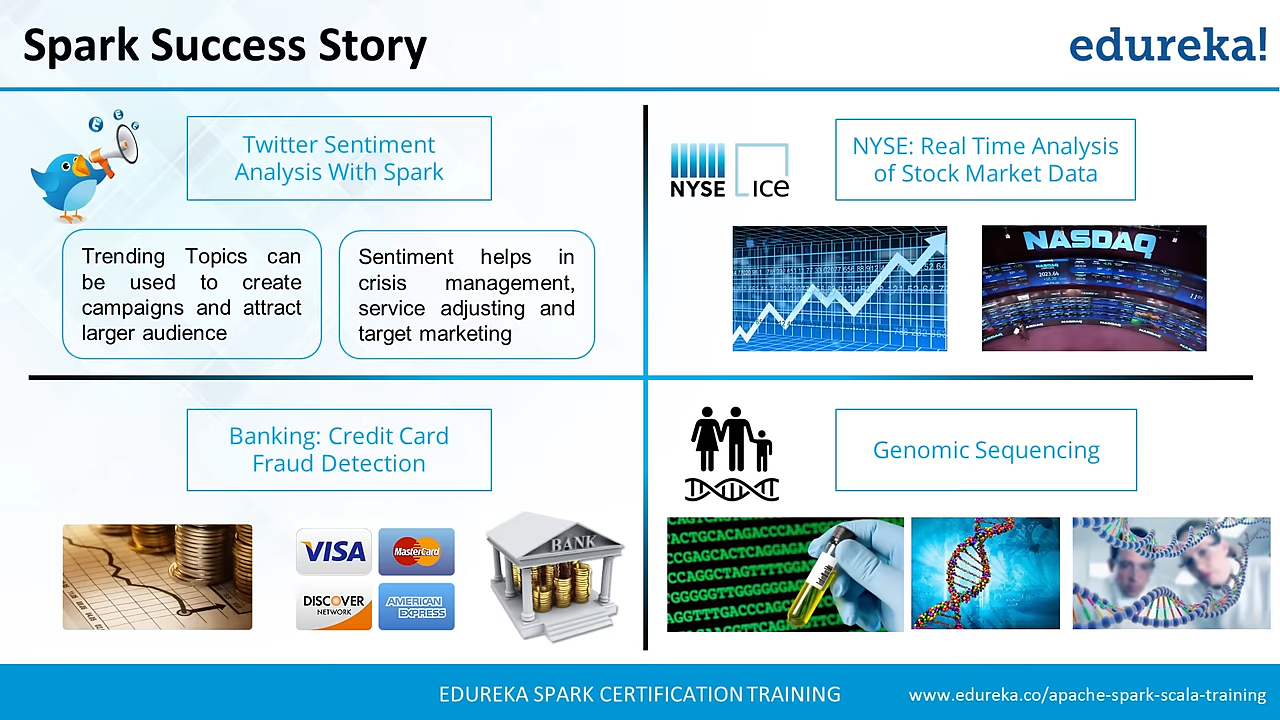 Spark Success Story
edureka!
Twitter Sentiment
Analysis With Spark
Trending Topics can
be used to create
campaigns and attract
larger audience
Sentiment helps in
crisis management,
service adjusting and
target marketing
NYSE
ice
NYSE: Real Time Analysis
of Stock Market Data
NASDAQ
Banking: Credit Card
Fraud Detection
VISA
MasterCard
DISCOVER
NETWORK
AMERICAN
EXPRESS
BANK
Genomic Sequencing
EDUREKA SPARK CERTIFICATION TRAINING
www.edureka.co/apache-spark-scala-training